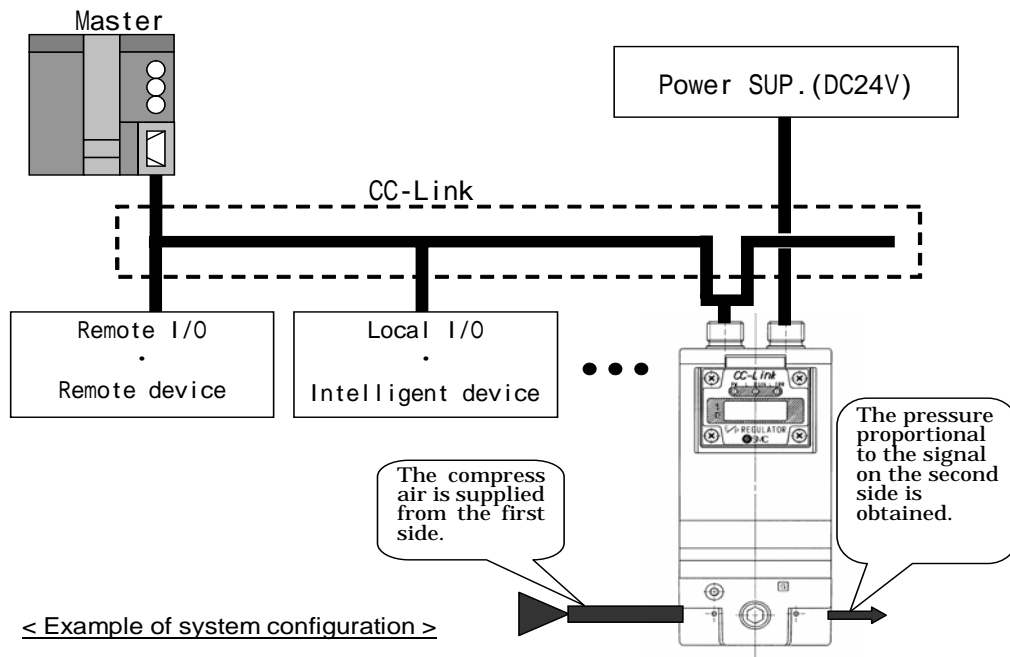 Master
Power SUP.(DC24V)
CC-Link
Remote I/O
・
Remote device
Local I/O
・
Intelligent device
CC-Link
REGULATOR
SMC
The compress
air is supplied
from the first
side.
The pressure
proportional
to the signal
on the second
side is
obtained.
< Example of system configuration >